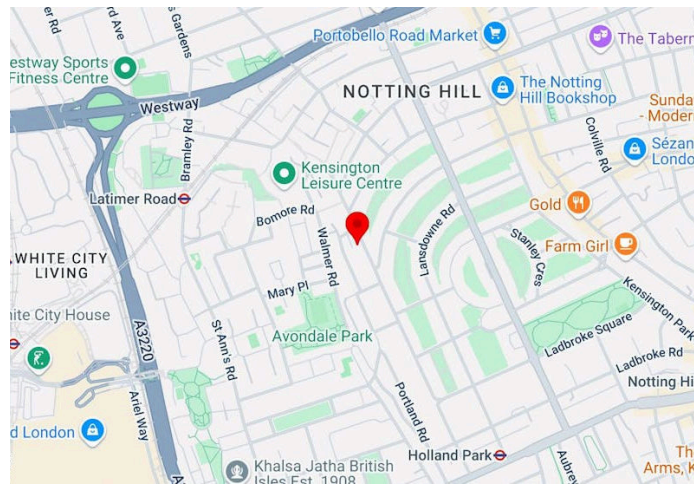 s Gardens
ord Ave
Portobello Road Market
The Tabern
estway Sports
Fitness Centre
Westway
NOTTING HILL
The Notting
Hill Bookshop
Sunda
- Modern
Colville Rd
Sézan
London
Bramley Rd
Kensington
Leisure Centre
Latimer Road
Bomore Rd
Walmer Rd
Lansdowne Rd
Gold
Stanley Cres
Farm Girl
WHITE CITY
LIVING
Mary Pl
Kensington Park
hite City House
A3220
St Ann's Rd
Avondale Park
Ladbroke Square
Ladbroke Rd
Notting Hi
Ariel Way
Portland Rd
d London
Holland Park
Khalsa Jatha British
Isles Est. 1908
Aubrey
Th
Arms, K